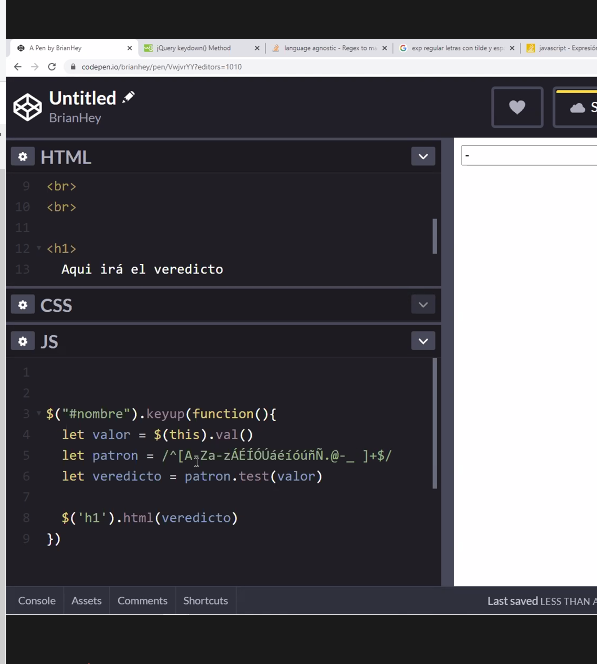 A Pen by BrianHey
jQuery keydown() Method
language agnostic - Regex to m
exp regular letras con tilde y esp
javascript - Expresión
codepen.io/brianhey/pen/VwjvrYY?editors=1010
Untitled
BrianHey
S
HTML
-
9 <br>
10 <br>
11
12 <h1>
13 Aqui irá el veredicto
CSS
JS
1
2
3 $("#nombre").keyup(function(){
4 let valor = $(this).val()
5 let patron = /^[A-Za-zÁÉÍÓÚáéíóúñÑ.@-_ ]+$/
6 let veredicto = patron.test(valor)
7
8 $('h1').html(veredicto)
9 })
Console Assets Comments Shortcuts
Last saved LESS THAN A